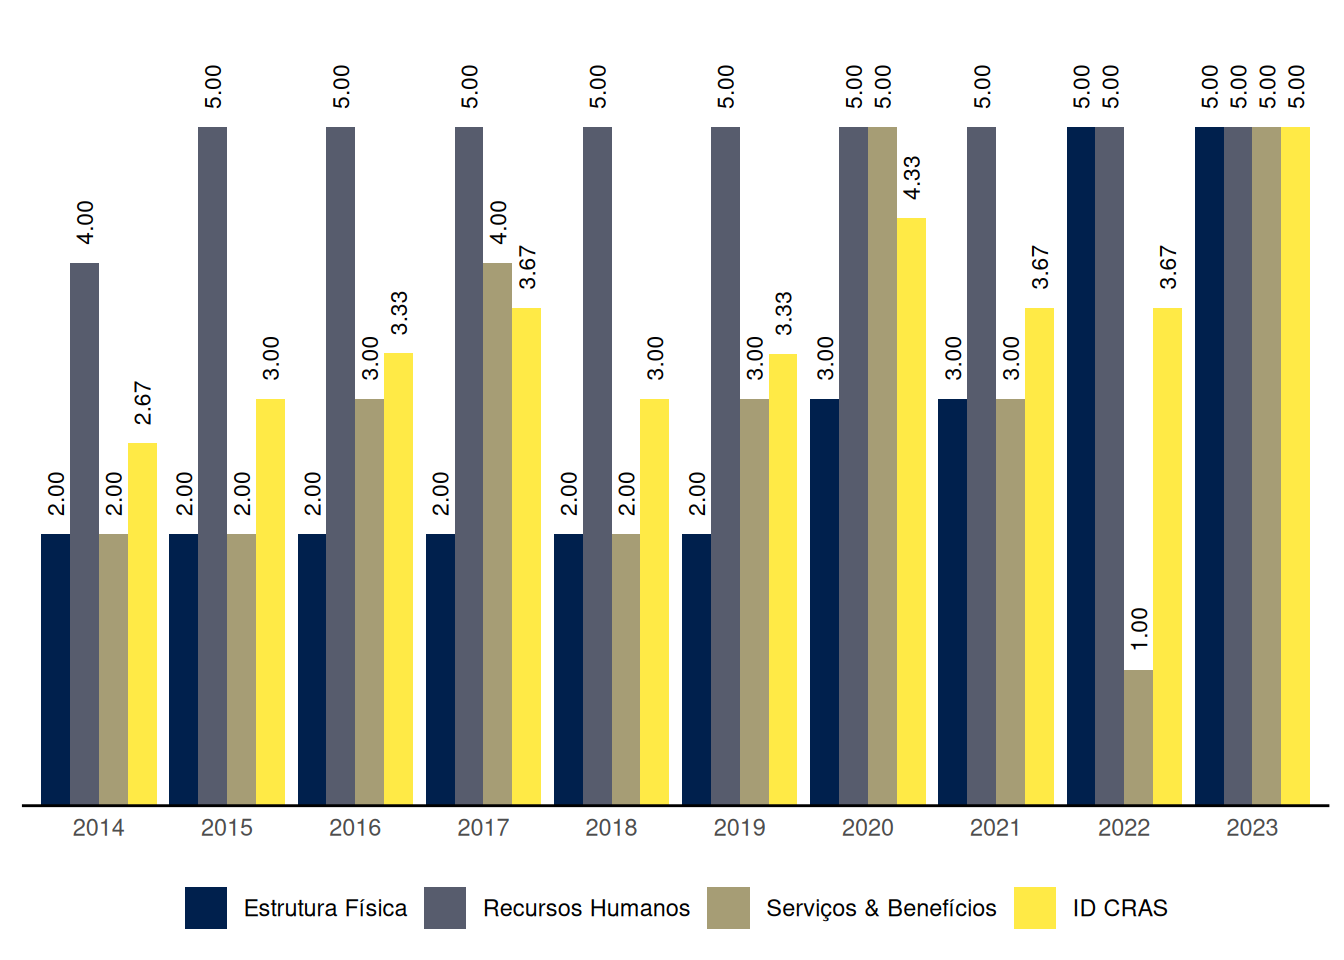 5.00 5.00 5.00 5.00 5.00 5.00 5.00 5.00 5.00 5.00 5.00 5.00 5.00 5.00
4.33
4.00 4.00
3.67 3.67 3.67
3.33 3.33
3.00 3.00 3.00 3.00 3.00 3.00 3.00
2.67
2.00 2.00 2.00 2.00 2.00 2.00 2.00 2.00 2.00
1.00
2014 2015 2016 2017 2018 2019 2020 2021 2022 2023
Estrutura Física Recursos Humanos Serviços & Benefícios ID CRAS